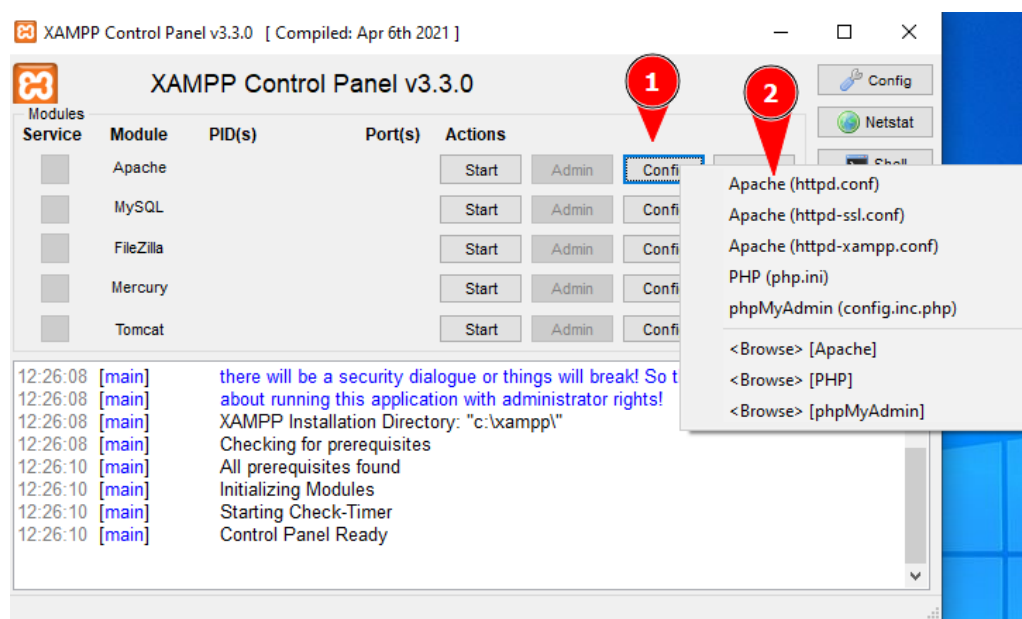 XAMPP Control Panel v3.3.0 [ Compiled: Apr 6th 2021 ]
XAMPP Control Panel v3.3.0
1
2
Config
Netstat
Shell
Modules
Service Module PID(s) Port(s) Actions
Apache Start Admin
MySQL Start Admin
FileZilla Start Admin
Mercury Start Admin
Tomcat Start Admin
Apache (httpd.conf)
Apache (httpd-ssl.conf)
Apache (httpd-xampp.conf)
PHP (php.ini)
phpMyAdmin (config.inc.php)
<Browse> [Apache]
<Browse> [PHP]
<Browse> [phpMyAdmin]
12:26:08 [main] there will be a security dialogue or things will break! So
12:26:08 [main] about running this application with administrator rights!
12:26:08 [main] XAMPP Installation Directory: "c:\xampp\"
12:26:08 [main] Checking for prerequisites
12:26:10 [main] All prerequisites found
12:26:10 [main] Initializing Modules
12:26:10 [main] Starting Check-Timer
12:26:10 [main] Control Panel Ready